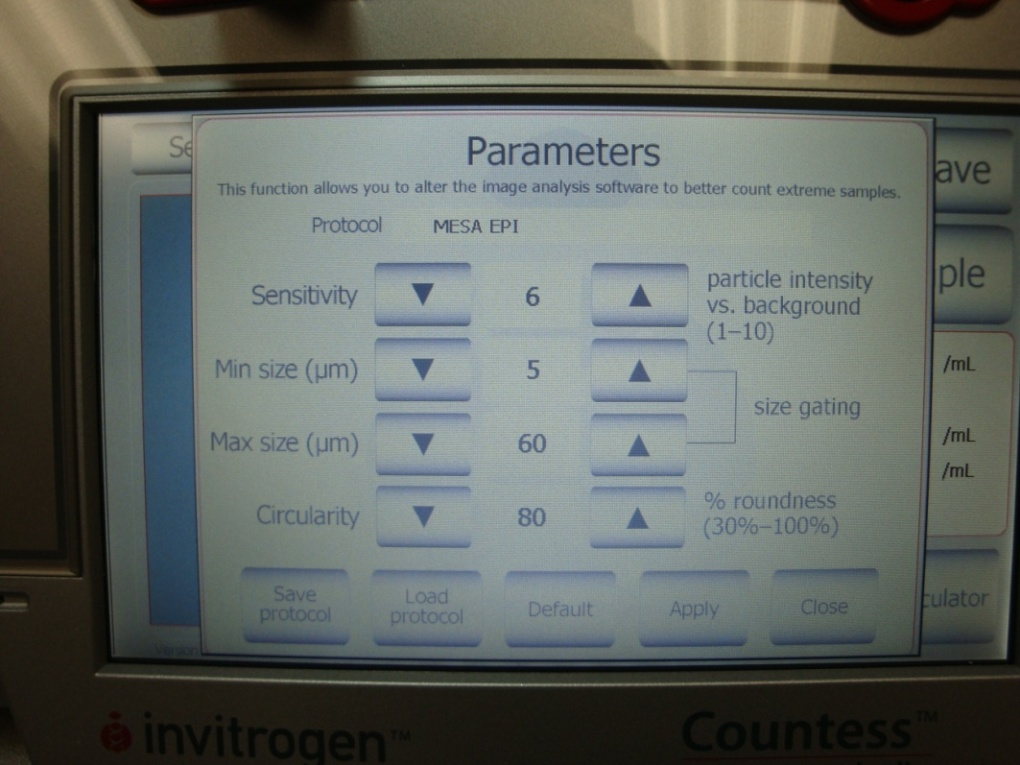 Parameters
This function allows you to alter the image analysis software to better count extreme samples.
Protocol MESA EPI
Sensitivity ▼ 6 ▲ particle intensity
vs. background
(1–10)
Min size (µm) ▼ 5 ▲
size gating
Max size (µm) ▼ 60 ▲
Circularity ▼ 80 ▲ % roundness
(30%–100%)
Save
protocol
Load
protocol
Default
Apply
Close
Se
ave
ple
/mL
/mL
/mL
culator
Version
invitrogen™
Countess™